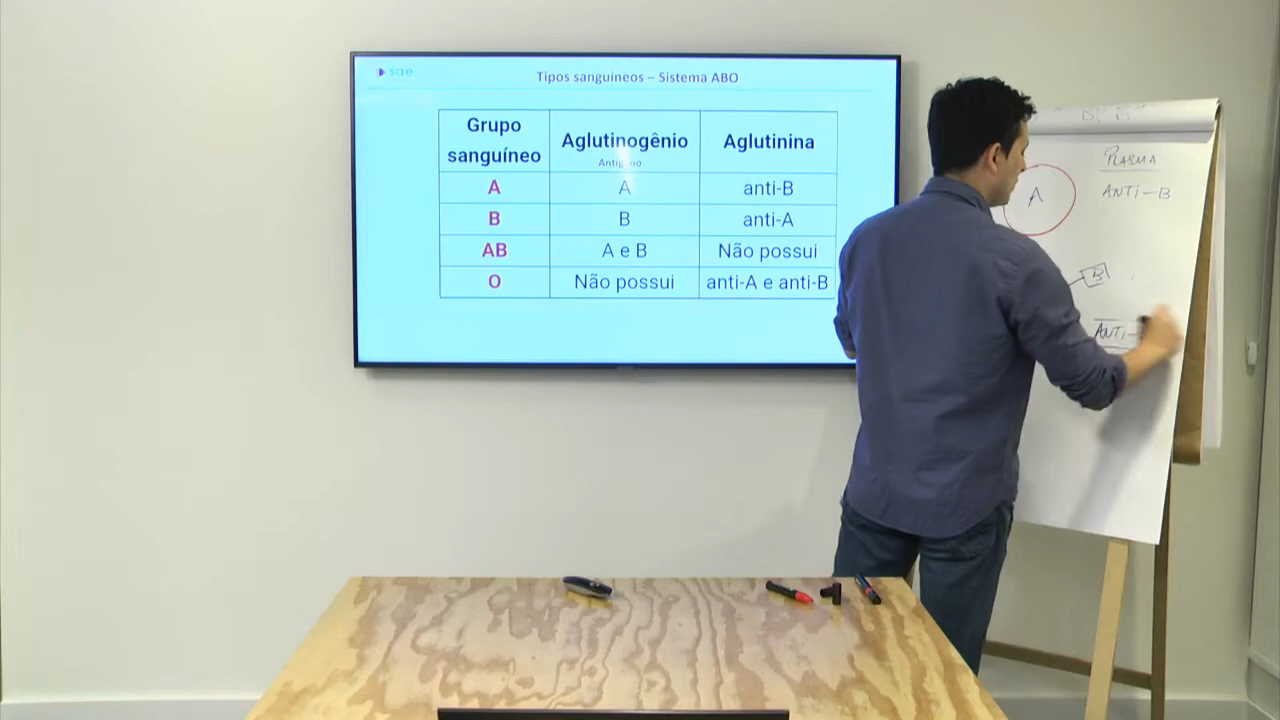 sae
Tipos sanguíneos – Sistema ABO
Grupo sanguíneo Aglutinogênio Aglutinina
Antígeno
A A anti-B
B B anti-A
AB A e B Não possui
O Não possui anti-A e anti-B
PLASMA
A ANTI-B
B
ANTI-